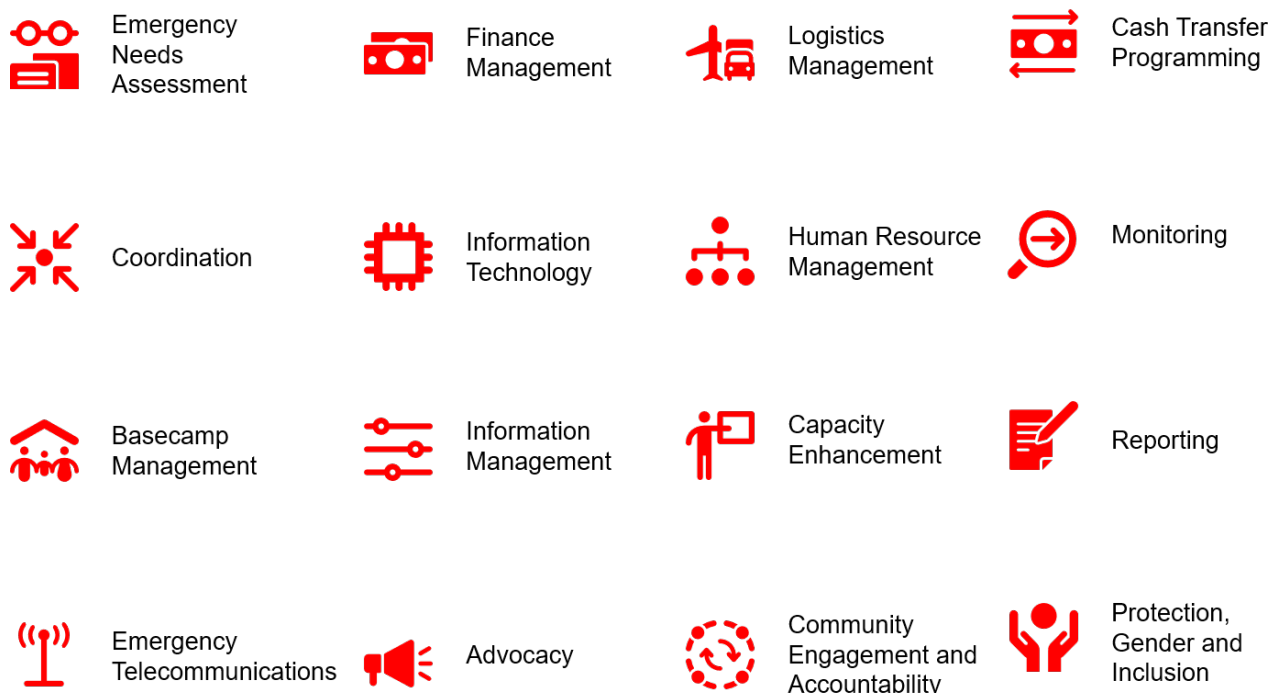 Emergency
Needs
Assessment
Finance
Management
Logistics
Management
Cash Transfer
Programming
Coordination
Information
Technology
Human Resource
Management
Monitoring
Basecamp
Management
Information
Management
Capacity
Enhancement
Reporting
Emergency
Telecommunications
Advocacy
Community
Engagement and
Accountability
Protection,
Gender and
Inclusion